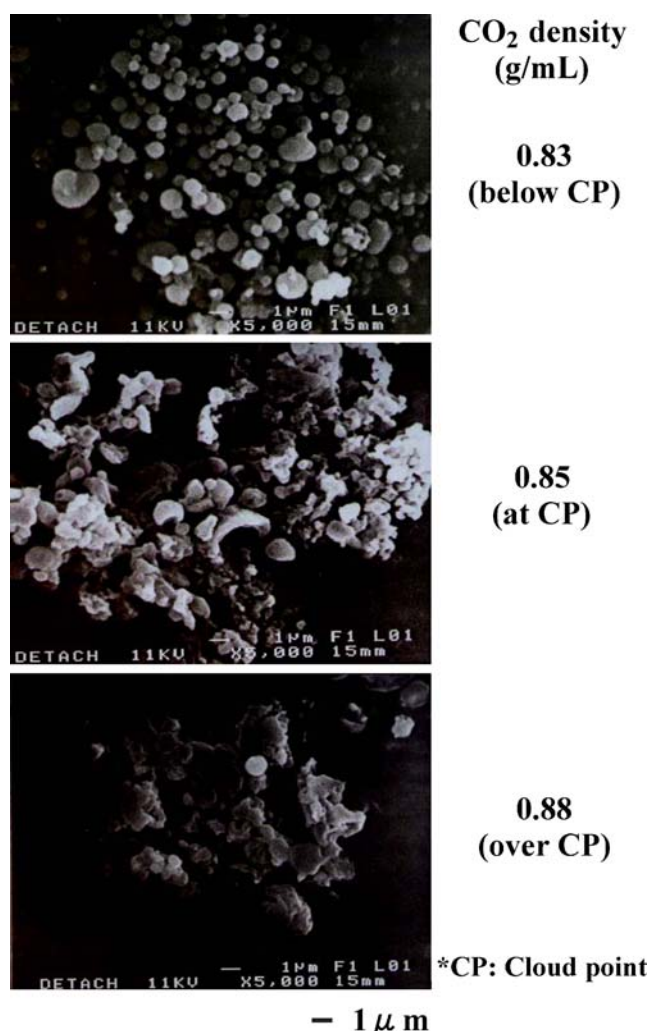 CO₂ density
(g/mL)
0.83
(below CP)
1μm F1 L01
DETACH 11KV X5,000 15mm
0.85
(at CP)
1μm F1 L01
DETACH 11KV X5,000 15mm
0.88
(over CP)
1μm F1 L01
DETACH 11KV X5,000 15mm
*CP: Cloud point
1 μ m